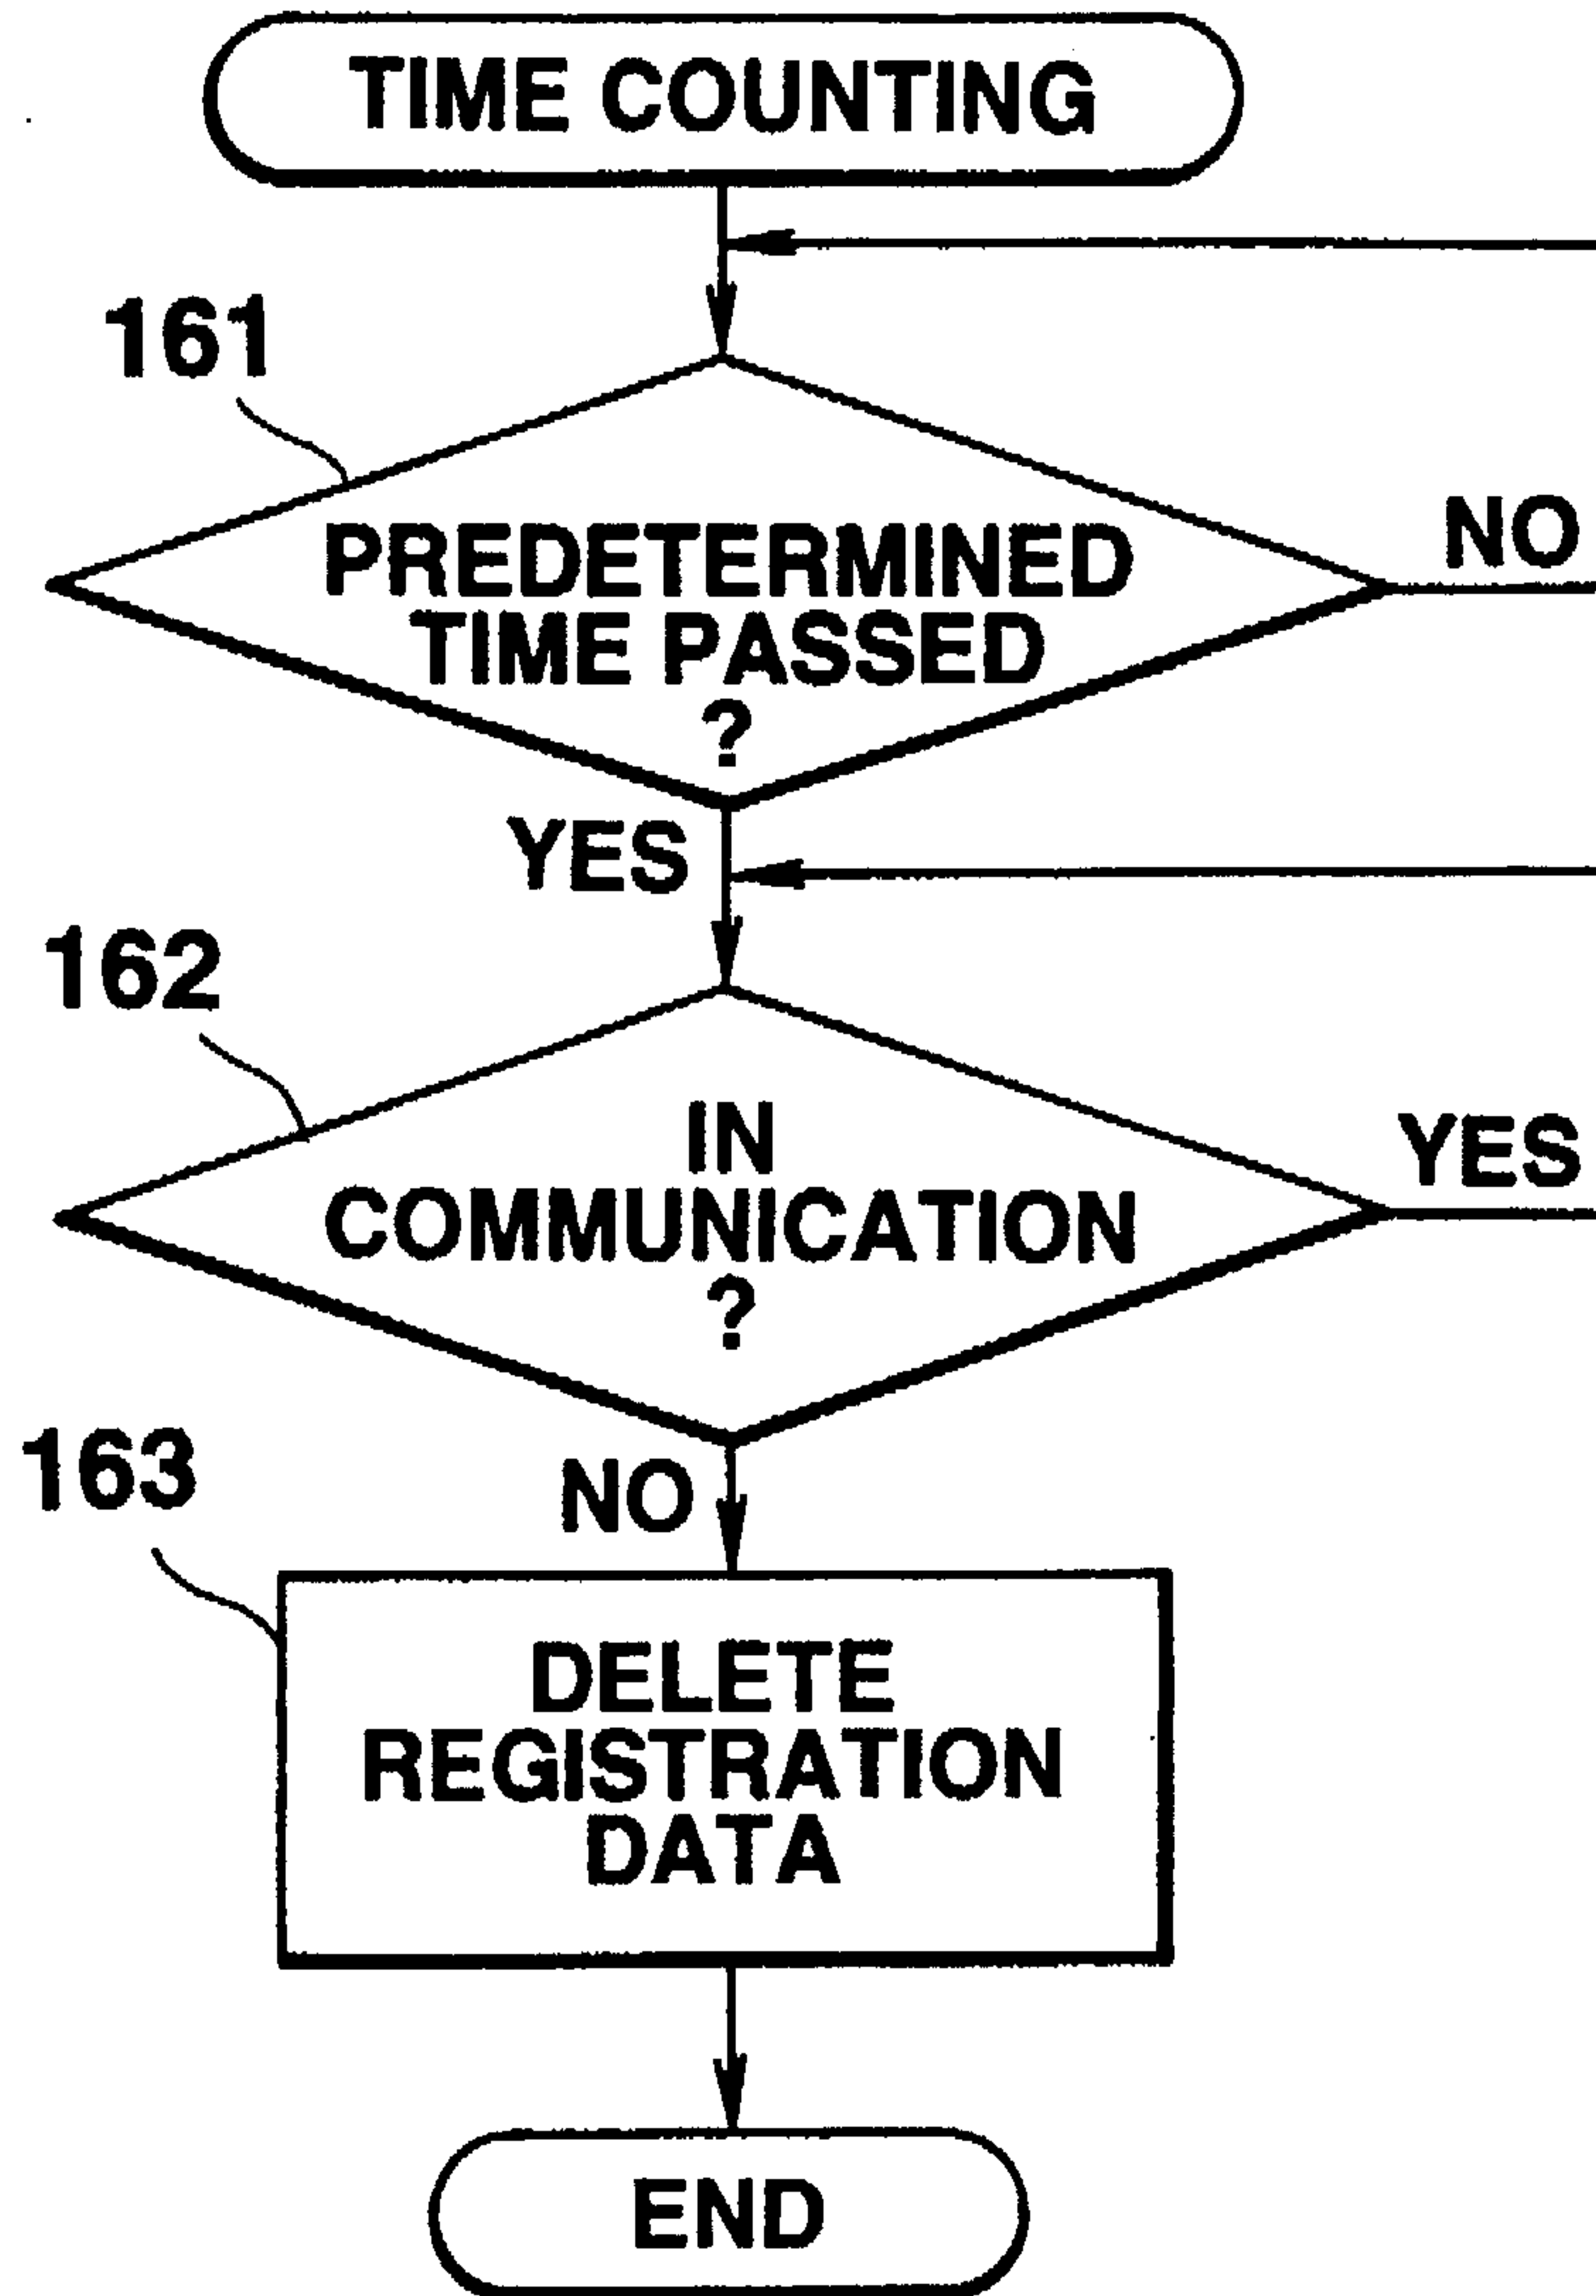 TIME COUNTING
161
PREDETERMINED
TIME PASSED
?
NO
YES
162
IN
COMMUNICATION
?
YES
NO
163
DELETE
REGISTRATION
DATA
END